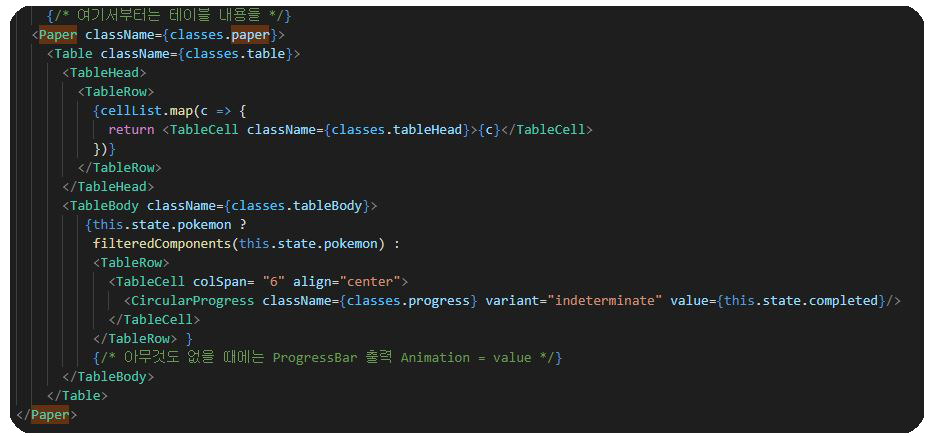 {/* 여기서부터는 테이블 내용들 */}
<Paper className={classes.paper}>
<Table className={classes.table}>
<TableHead>
<TableRow>
{cellList.map(c => {
return <TableCell className={classes.tableHead}>{c}</TableCell>
})}
</TableRow>
</TableHead>
<TableBody className={classes.tableBody}>
{this.state.pokemon ?
filteredComponents(this.state.pokemon) :
<TableRow>
<TableCell colSpan= "6" align="center">
<CircularProgress className={classes.progress} variant="indeterminate" value={this.state.completed}/>
</TableCell>
</TableRow> }
{/* 아무것도 없을 때에는 ProgressBar 출력 Animation = value */}
</TableBody>
</Table>
</Paper>